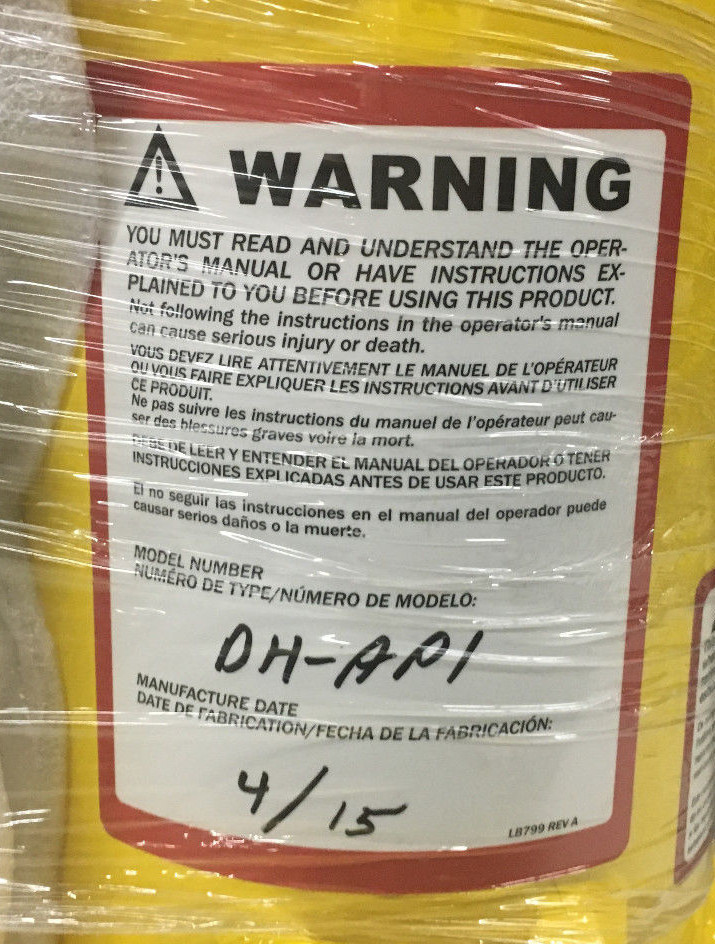 WARNING
YOU MUST READ AND UNDERSTAND THE OPER-
ATOR'S MANUAL OR HAVE INSTRUCTIONS EX-
PLAINED TO YOU BEFORE USING THIS PRODUCT.
Not following the instructions in the operator's manual
can cause serious injury or death.
VOUS DEVEZ LIRE ATTENTIVEMENT LE MANUEL DE L'OPÉRATEUR
OU VOUS FAIRE EXPLIQUER LES INSTRUCTIONS AVANT D'UTILISER
CE PRODUIT.
Ne pas suivre les instructions du manuel de l'opérateur peut cau-
ser des blessures graves voire la mort.
DEBE DE LEER Y ENTENDER EL MANUAL DEL OPERADOR O TENER
INSTRUCCIONES EXPLICADAS ANTES DE USAR ESTE PRODUCTO.
El no seguir las instrucciones en el manual del operador puede
causar serios daños o la muerte.
MODEL NUMBER
NUMÉRO DE TYPE/NÚMERO DE MODELO:
DH-API
MANUFACTURE DATE
DATE DE FABRICATION/FECHA DE LA FABRICACIÓN:
4/15
LB799 REV A